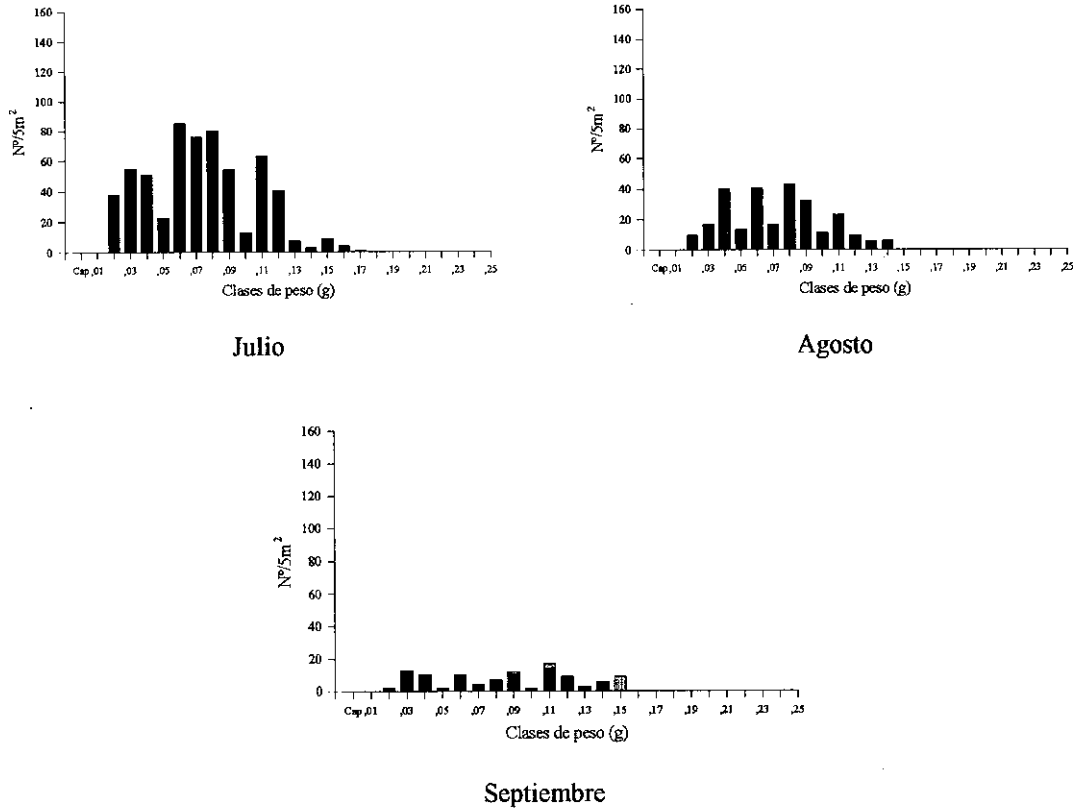 160
140
120
100
80
60
40
20
0
Nº/5m²
Cap ,01 ,03 ,05 ,07 ,09 ,11 ,13 ,15 ,17 ,19 ,21 ,23 ,25
Clases de peso (g)
Julio
160
140
120
100
80
60
40
20
0
Nº/5m²
Cap ,01 ,03 ,05 ,07 ,09 ,11 ,13 ,15 ,17 ,19 ,21 ,23 ,25
Clases de peso (g)
Agosto
160
140
120
100
80
60
40
20
0
Nº/5m²
Cap ,01 ,03 ,05 ,07 ,09 ,11 ,13 ,15 ,17 ,19 ,21 ,23 ,25
Clases de peso (g)
Septiembre